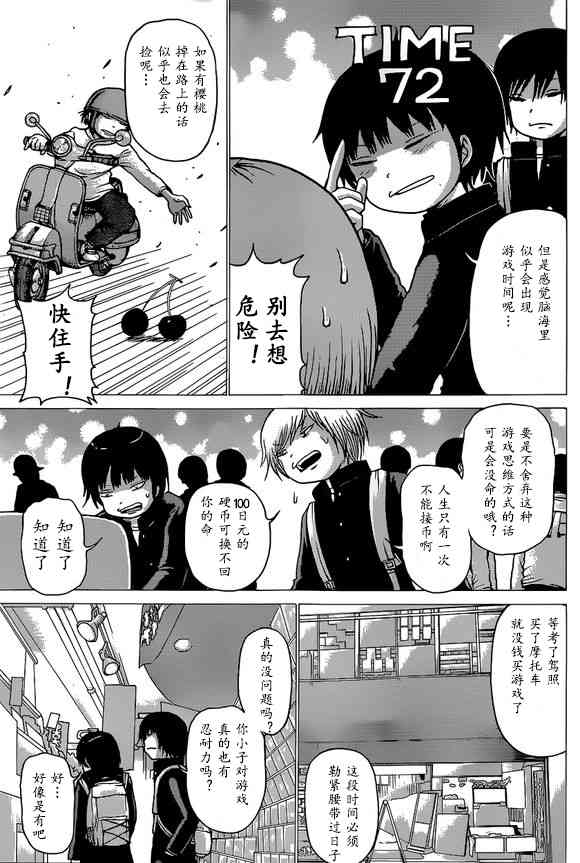 TIME
72
但是感觉脑海里
似乎会出现
游戏时间呢…
别去想
危险！
如果有樱桃
掉在路上的话
似乎也会去
捡呢…
快住手！
要是不舍弃这种
游戏思维方式的话
可是会没命的哦？
人生只有一次
不能接币啊
100日元的
硬币可换不回
你的命
知道了
知道了
等考了驾照
买了摩托车
就没钱买游戏了
这段时间必须
勒紧腰带过日子
真的没问题吗？
你小子对游戏
真的也有
忍耐力吗？
好…
好像是有吧